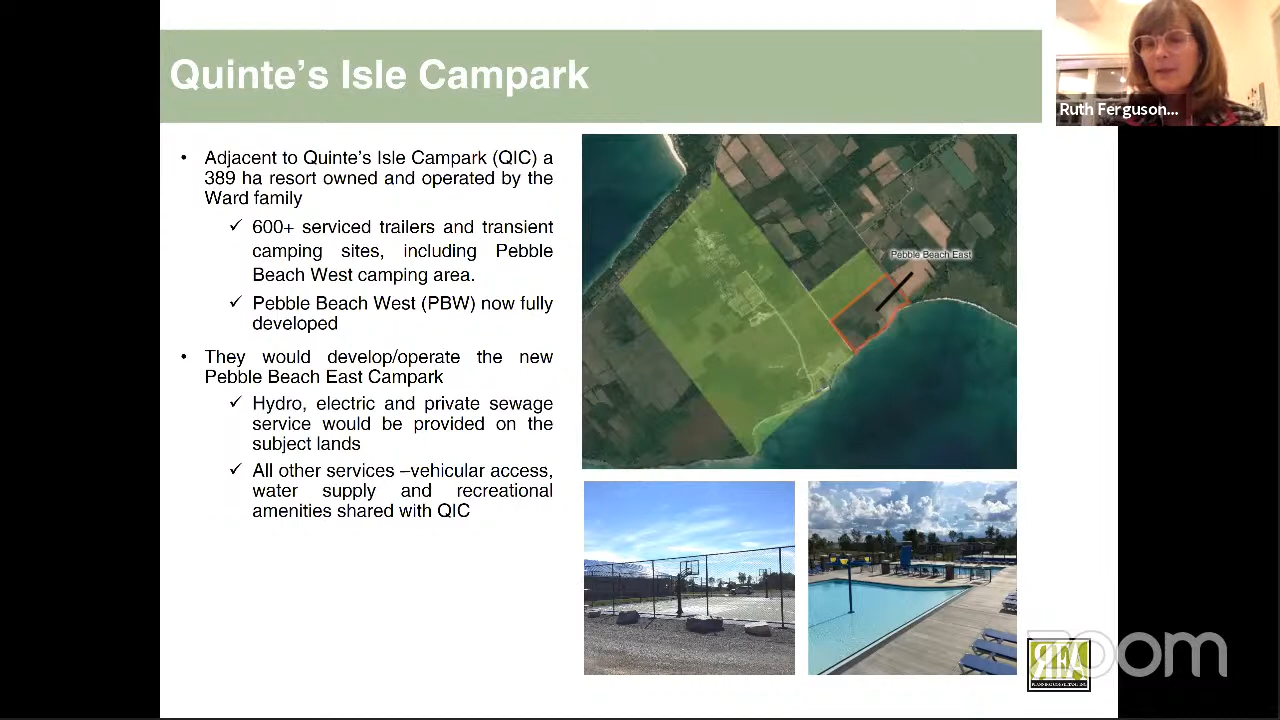 Quinte's Isle Campark
Ruth Ferguson...
• Adjacent to Quinte's Isle Campark (QIC) a
389 ha resort owned and operated by the
Ward family
✓ 600+ serviced trailers and transient
camping sites, including Pebble
Beach West camping area.
✓ Pebble Beach West (PBW) now fully
developed
• They would develop/operate the new
Pebble Beach East Campark
✓ Hydro, electric and private sewage
service would be provided on the
subject lands
✓ All other services –vehicular access,
water supply and recreational
amenities shared with QIC
Pebble Beach East
zoom